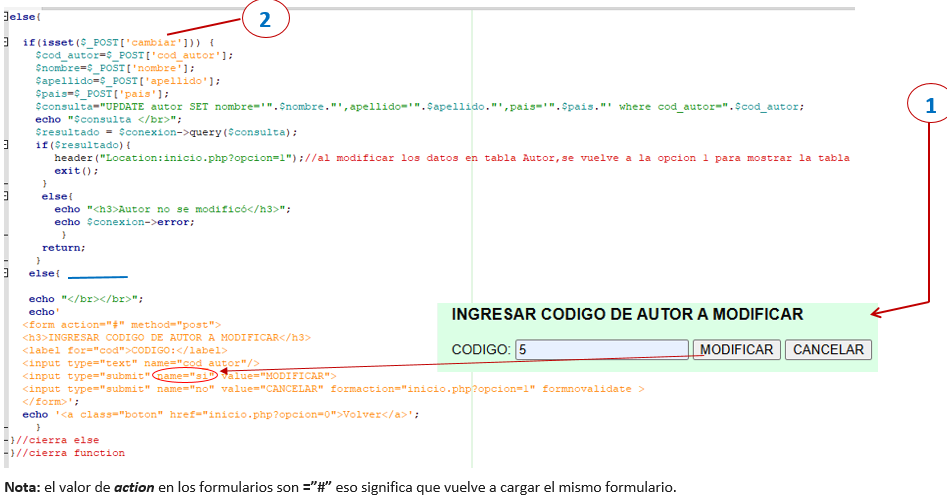 else{
2
if(isset($_POST['cambiar'])) {
$cod_autor=$_POST['cod_autor'];
$nombre=$_POST['nombre'];
$apellido=$_POST['apellido'];
$pais=$_POST['pais'];
$consulta="UPDATE autor SET nombre='".$nombre."',apellido='".$apellido."',pais='".$pais."' where cod_autor=".$cod_autor;
echo "$consulta </br>";
$resultado = $conexion->query($consulta);
if($resultado){
header("Location:inicio.php?opcion=1");//al modificar los datos en tabla Autor,se vuelve a la opcion 1 para mostrar la tabla
exit();
}
else{
echo "<h3>Autor no se modificó</h3>";
echo $conexion->error;
}
return;
}
else{
echo "</br></br>";
echo'
<form action="#" method="post">
<h3>INGRESAR CODIGO DE AUTOR A MODIFICAR</h3>
<label for="cod">CODIGO:</label>
<input type="text" name="cod_autor"/>
<input type="submit" name="si" value="MODIFICAR">
<input type="submit" name="no" value="CANCELAR" formaction="inicio.php?opcion=1" formnovalidate >
</form>';
echo '<a class="boton" href="inicio.php?opcion=0">Volver</a>';
}
}//cierra else
}//cierra function
1
INGRESAR CODIGO DE AUTOR A MODIFICAR
CODIGO: 5 MODIFICAR CANCELAR
Nota: el valor de action en los formularios son =”#” eso significa que vuelve a cargar el mismo formulario.